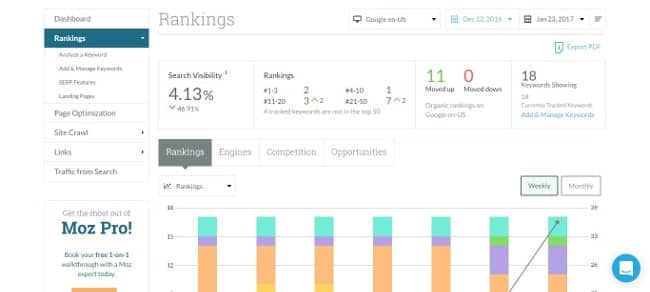 Dashboard
Rankings
Analyze a Keyword
Add & Manage Keywords
SERP Features
Landing Pages
Page Optimization
Site Crawl
Links
Traffic from Search
Get the most out of
Moz Pro!
Book your free 1-on-1
walkthrough with a Moz
expert today.
Rankings
Google en-US
Dec 12, 2016
Jan 23, 2017
Export PDF
Search Visibility i
4.13%
46.91%
Rankings
#1-3 2 #4-10 1
#11-20 3 2 #21-50 7 2
4 tracked keywords are not in the top 50
11 0
Moved up Moved down
Organic rankings on
Google en-US
18
Keywords Showing
18
Currently Tracked Keywords
Add & Manage Keywords
Rankings Engines Competition Opportunities
Rankings
Weekly Monthly
18 39
15 33
12 26